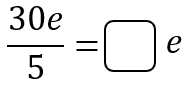 30e/5 = □ e